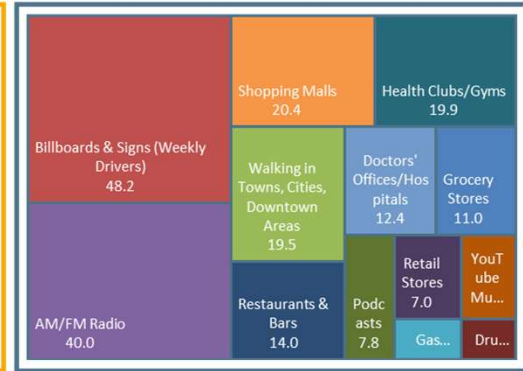 Billboards & Signs (Weekly
Drivers)
48.2
AM/FM Radio
40.0
Shopping Malls
20.4
Health Clubs/Gyms
19.9
Walking in
Towns, Cities,
Downtown
Areas
19.5
Doctors'
Offices/Hos
pitals
12.4
Grocery
Stores
11.0
Restaurants &
Bars
14.0
Podc
asts
7.8
Retail
Stores
7.0
YouT
ube
Mu...
Gas...
Dru...